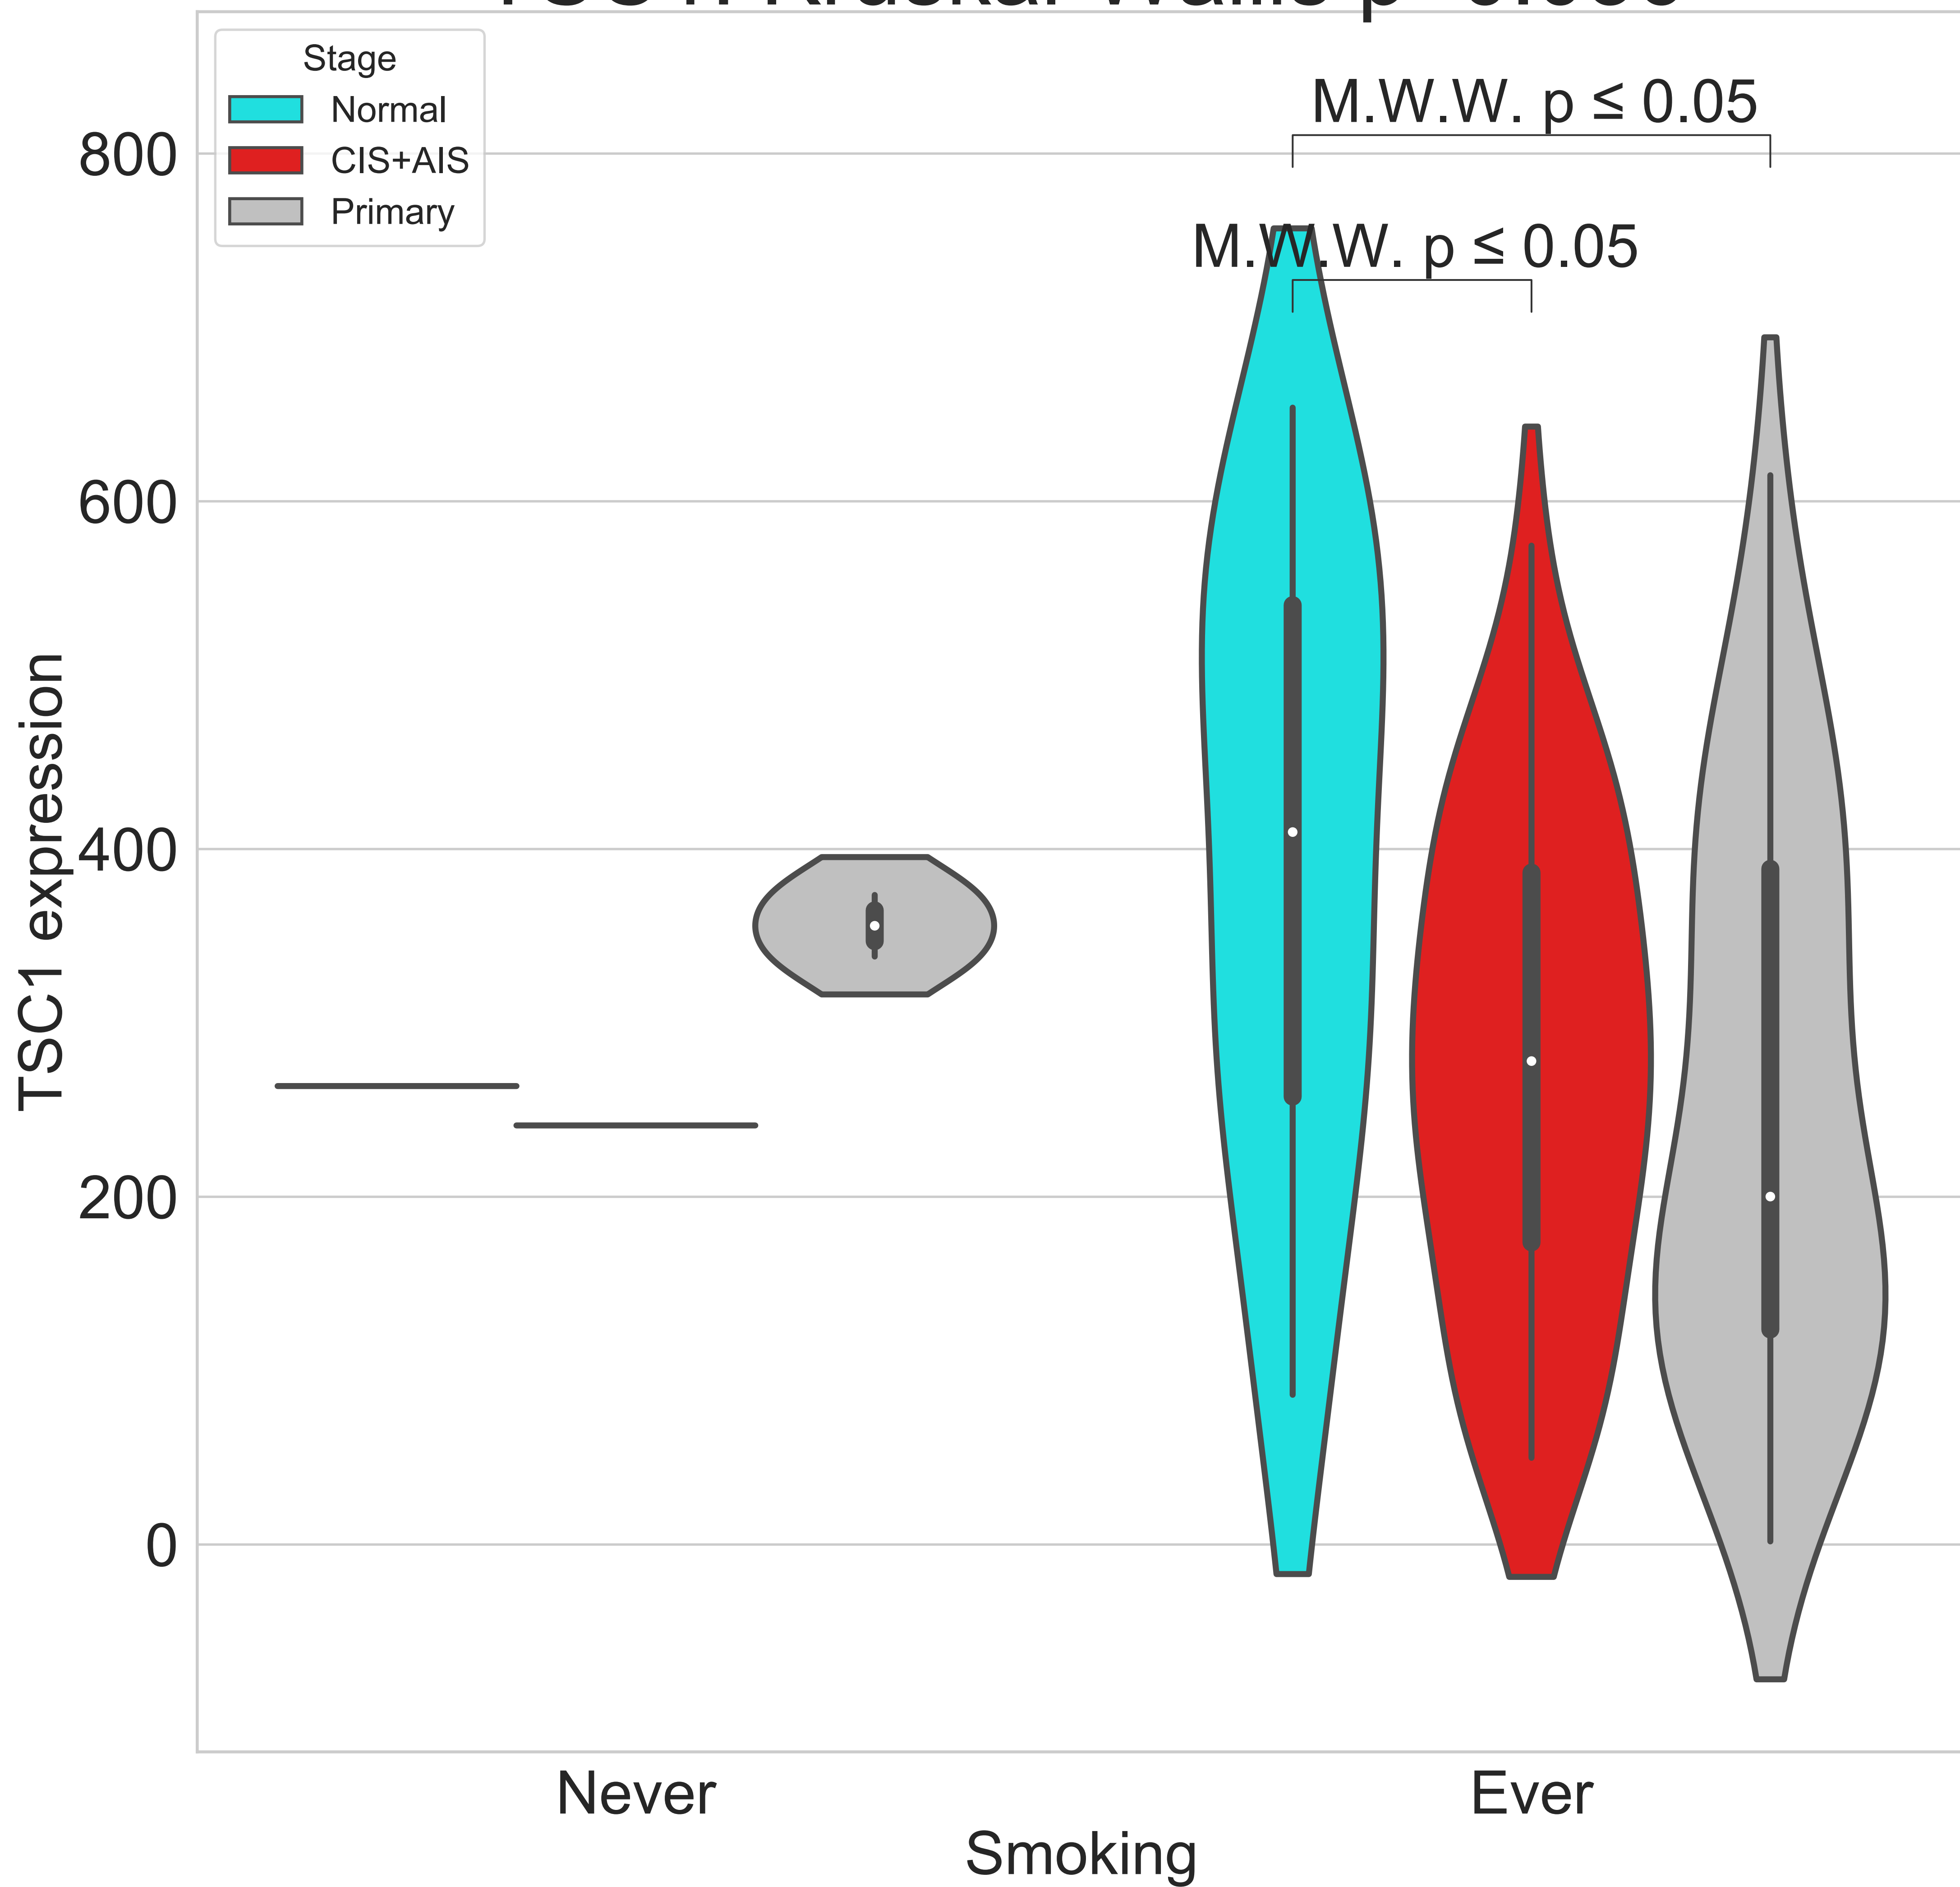 Stage
Normal
CIS+AIS
Primary
M.W.W. p ≤ 0.05
M.W.W. p ≤ 0.05
800
600
400
200
0
TSC1 expression
Never
Ever
Smoking